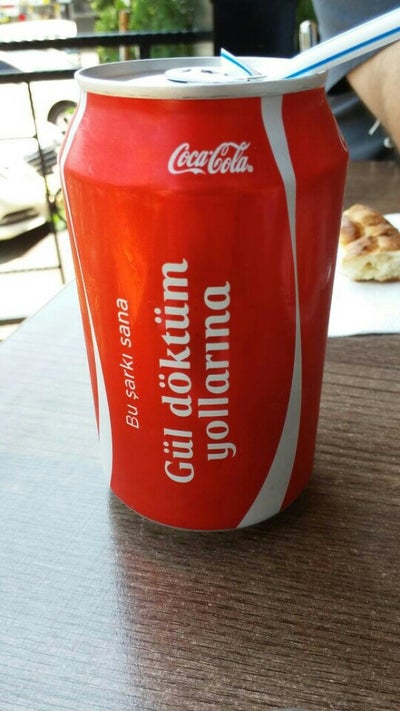 Coca-Cola
Bu şarkı sana
Gül döktüm
yollarına